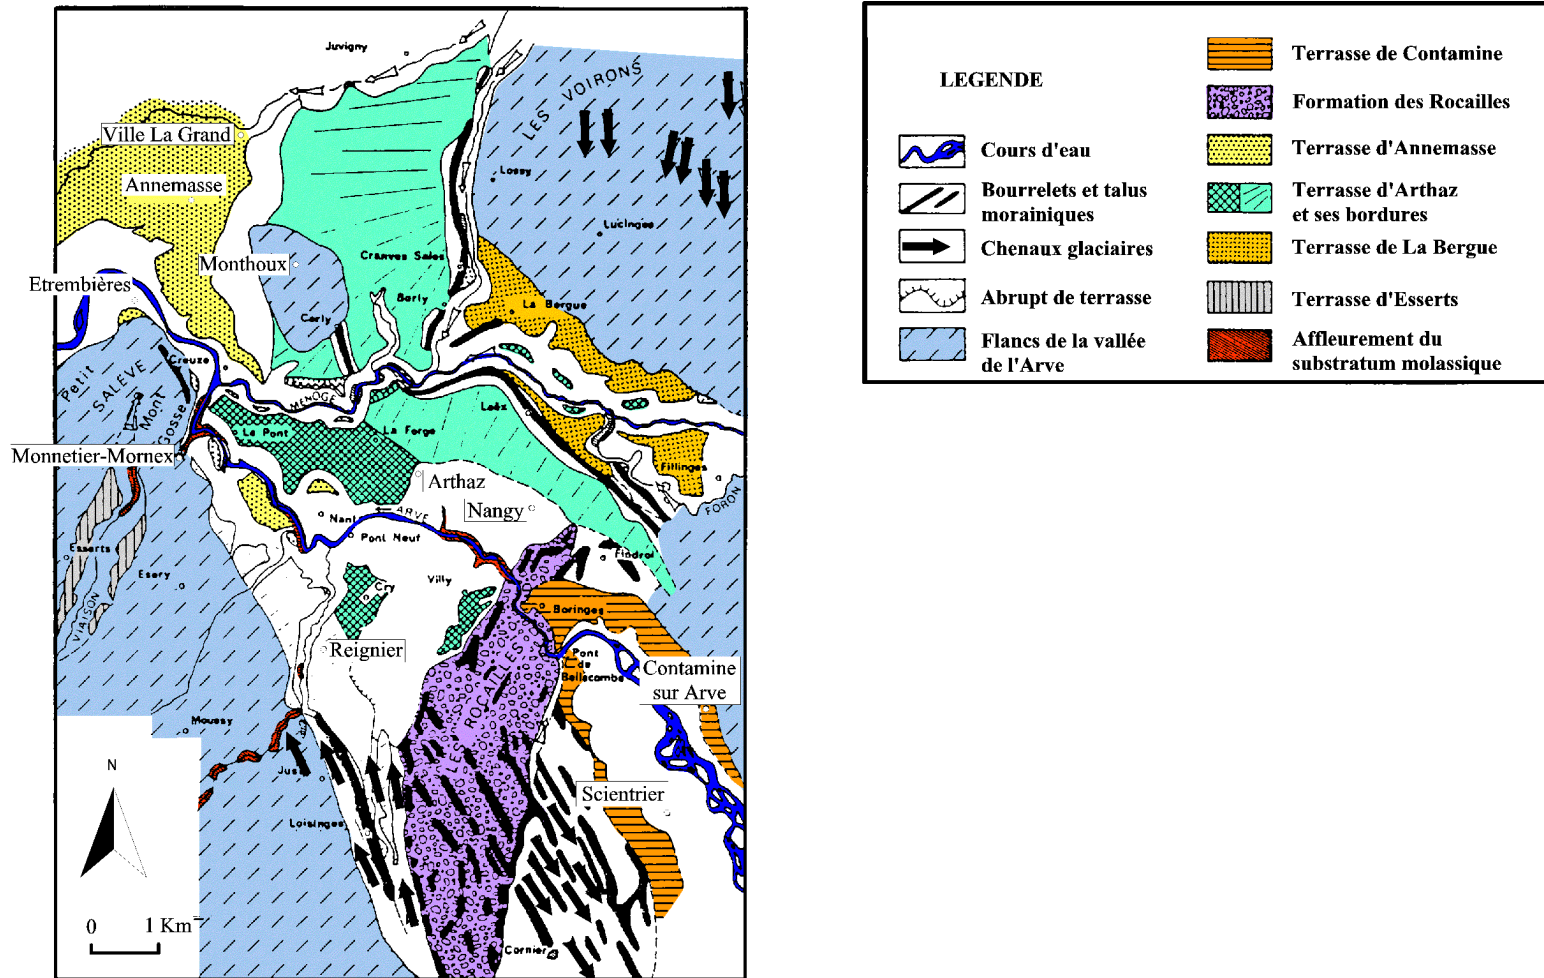 Juvigny
LES VOIRONS
Ville La Grand
Annemasse
Lossy
Lucinges
Monthoux
Cranves Sales
Etrembières
Borly
La Bergue
Carly
Creuze
Petit
SALEVE
Mont
Gosse
MENOGE
Loëx
La Pont
La Forge
Monnetier-Mornex
Fillinges
Arthaz
Nangy
FORON
ARVE
Nant
Pont Neuf
Findrol
Esserts
Esery
VIAISON
Cry
Villy
Boringes
Reignier
LES ROCAILLES
Pont
de
Bellecombe
Contamine
sur Arve
Moussy
N
Scientrier
Loisinges
0 1 Km
Cornier
LEGENDE
Cours d'eau
Bourrelets et talus
morainiques
Chenaux glaciaires
Abrupt de terrasse
Flancs de la vallée
de l'Arve
Terrasse de Contamine
Formation des Rocailles
Terrasse d'Annemasse
Terrasse d'Arthaz
et ses bordures
Terrasse de La Bergue
Terrasse d'Esserts
Affleurement du
substratum molassique